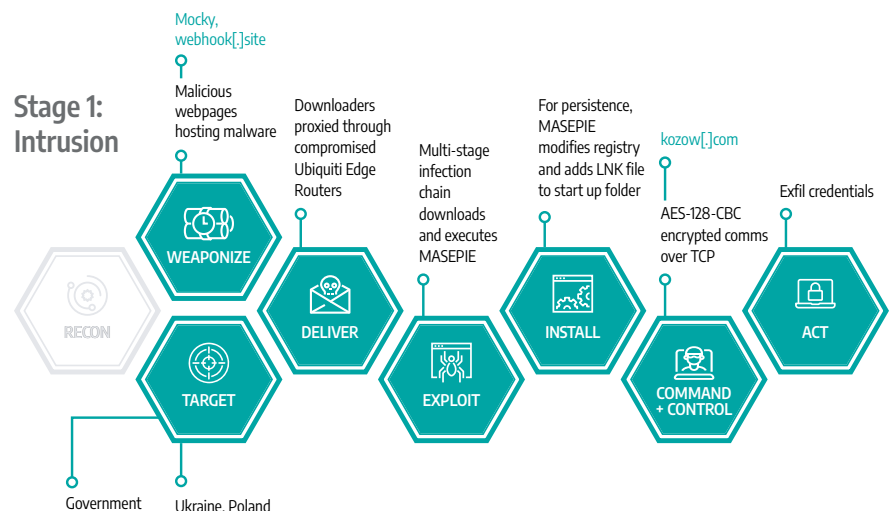 Mocky,
webhook[.]site
Stage 1:
Intrusion
Malicious
webpages
hosting malware
Downloaders
proxied through
compromised
Ubiquiti Edge
Routers
Multi-stage
infection
chain
downloads
and executes
MASEPIE
For persistence,
MASEPIE
modifies registry
and adds LNK file
to start up folder
kozow[.]com
AES-128-CBC
encrypted comms
over TCP
Exfil credentials
RECON
WEAPONIZE
TARGET
DELIVER
EXPLOIT
INSTALL
COMMAND
+ CONTROL
ACT
Government
Ukraine, Poland